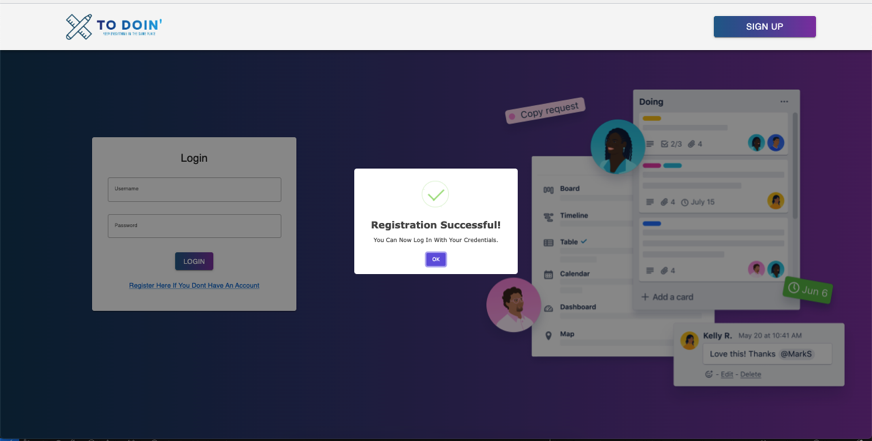 TO DOIN'
SIGN UP
Login
Username
Password
LOGIN
Register Here If You Dont Have An Account
Registration Successful!
You Can Now Log In With Your Credentials.
OK
Copy request
Doing
2/3
4
4
July 15
4
+ Add a card
Board
Timeline
Table
Calendar
Dashboard
Map
Jun 6
Kelly R. May 20 at 10:41 AM
Love this! Thanks @MarkS
- Edit - Delete